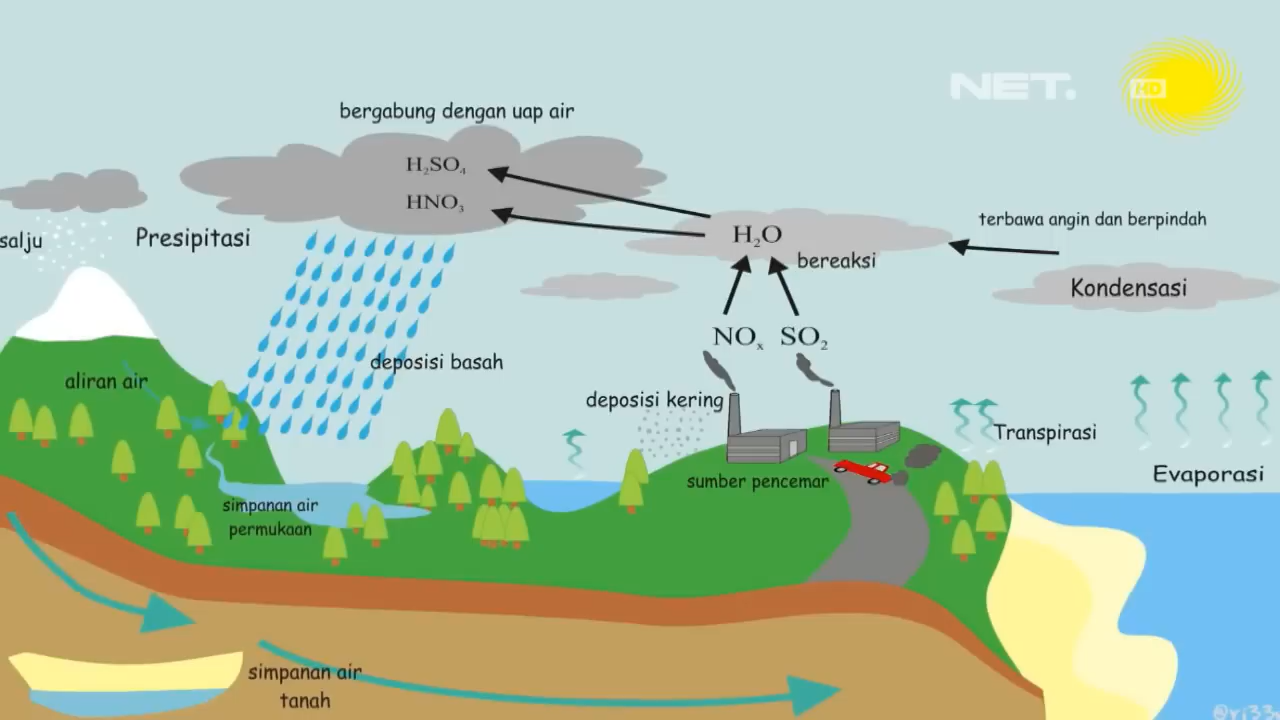 NET.
HD
bergabung dengan uap air
H₂SO₄
HNO₃
salju
Presipitasi
H₂O
bereaksi
terbawa angin dan berpindah
Kondensasi
NOₓ SO₂
deposisi basah
aliran air
deposisi kering
Transpirasi
Evaporasi
sumber pencemar
simpanan air
permukaan
simpanan air
tanah